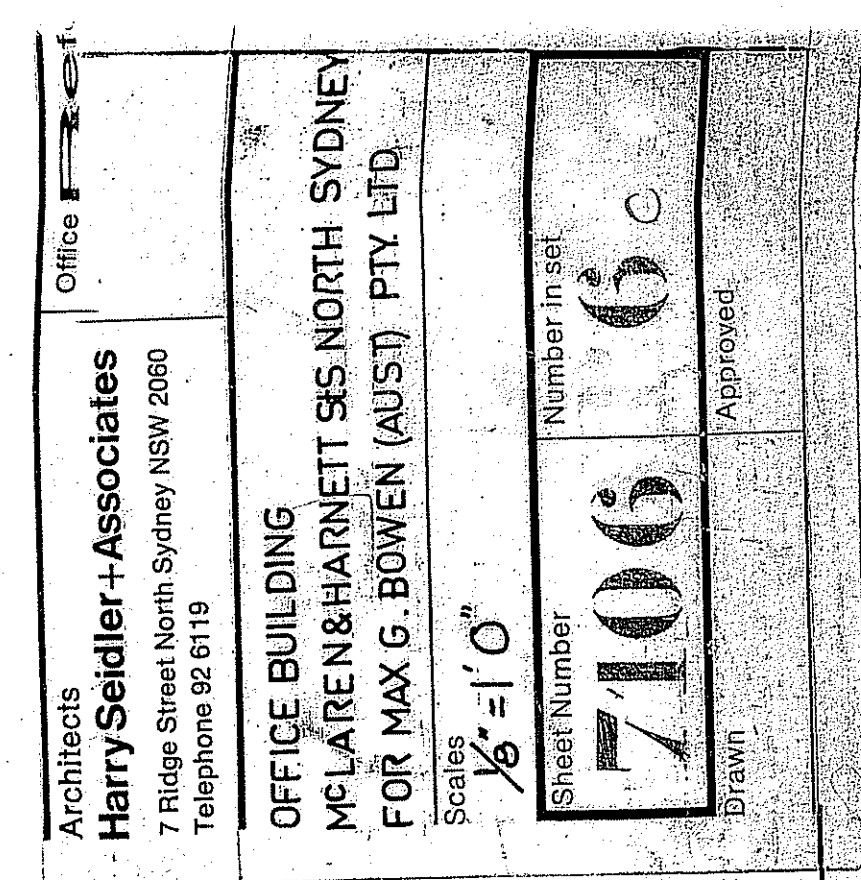 Architects
Harry Seidler + Associates
7 Ridge Street North Sydney NSW 2060
Telephone 92 6119
Office
OFFICE BUILDING
McLAREN & HARNETT STS. NORTH SYDNEY
FOR MAX G. BOWEN (AUST) PTY. LTD.
Scales
1/8" = 1'0"
Sheet Number
7106
Number in set
6 c
Drawn
Approved